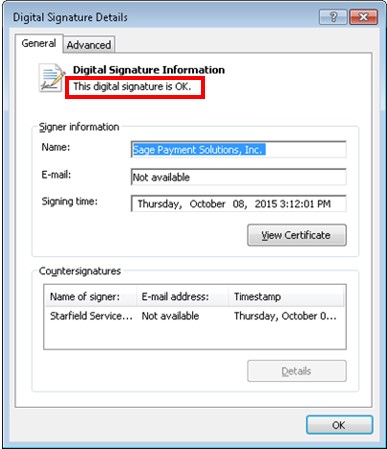 Digital Signature Details
General Advanced
Digital Signature Information
This digital signature is OK.
Signer information
Name: Sage Payment Solutions, Inc.
E-mail: Not available
Signing time: Thursday, October 08, 2015 3:12:01 PM
View Certificate
Countersignatures
Name of signer: E-mail address: Timestamp
Starfield Service... Not available Thursday, October 0...
Details
OK